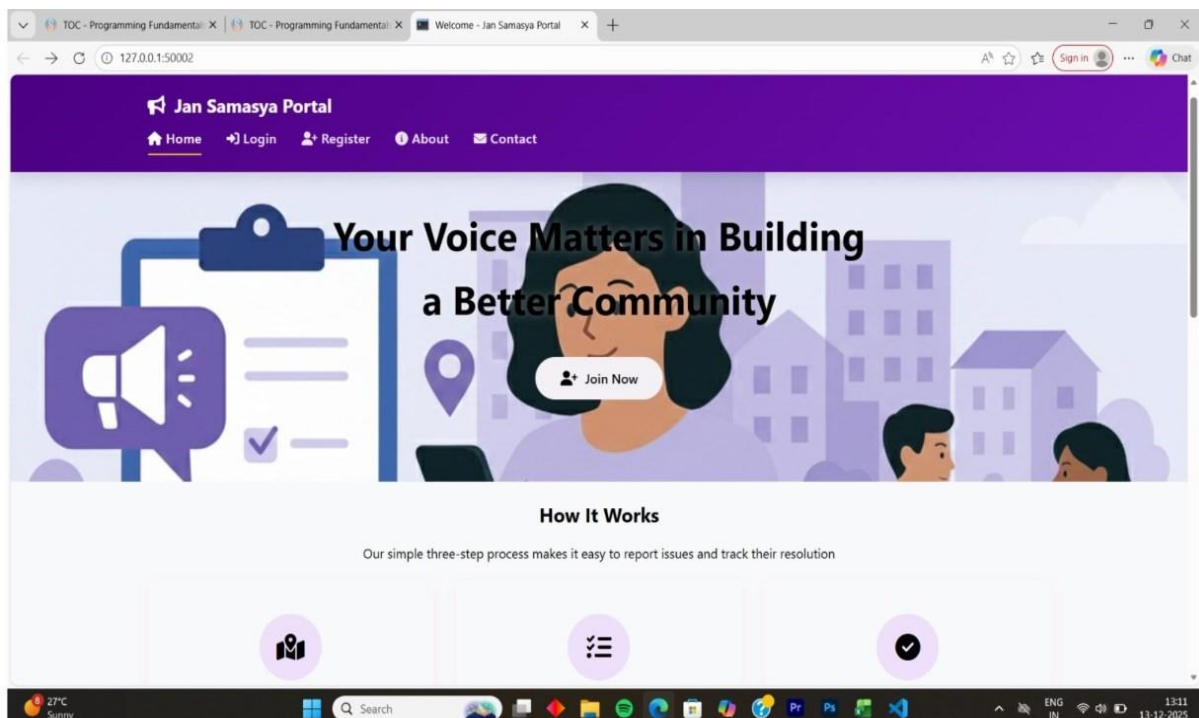 TOC - Programming Fundamental
TOC - Programming Fundamental
Welcome - Jan Samasya Portal
127.0.0.1:50002
Sign in
Chat
Jan Samasya Portal
Home Login Register About Contact
Your Voice Matters in Building
a Better Community
Join Now
How It Works
Our simple three-step process makes it easy to report issues and track their resolution
8
27°C
Sunny
Search
Pr
Ps
ENG
IN
13:11
13-12-2025